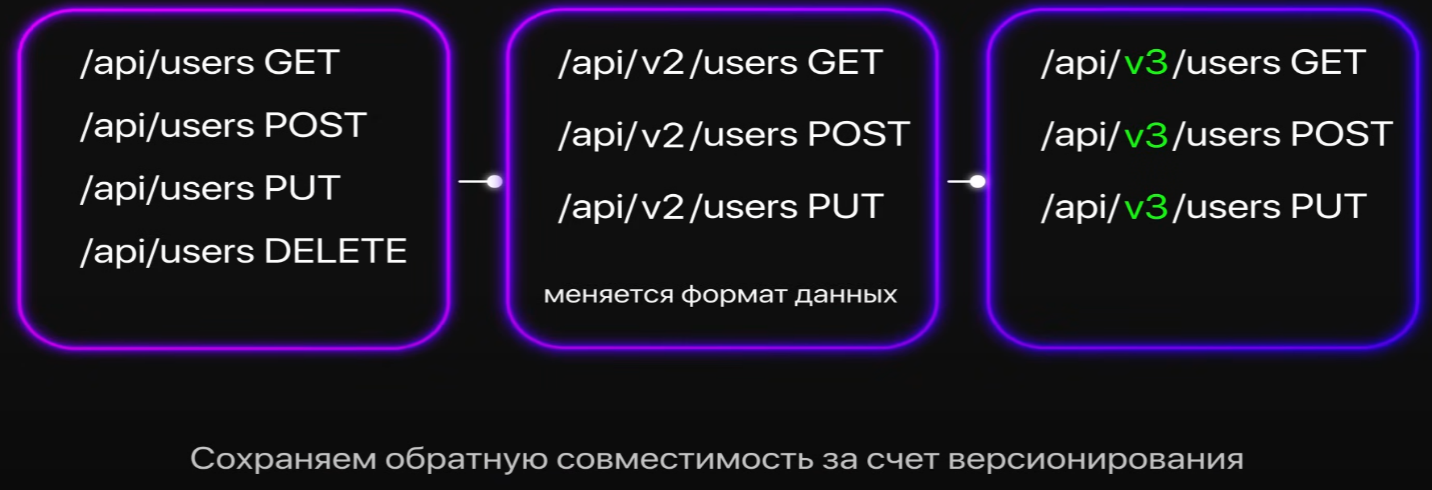 /api/users GET
/api/users POST
/api/users PUT
/api/users DELETE
/api/v2/users GET
/api/v2/users POST
/api/v2/users PUT
меняется формат данных
/api/v3/users GET
/api/v3/users POST
/api/v3/users PUT
Сохраняем обратную совместимость за счет версионирования